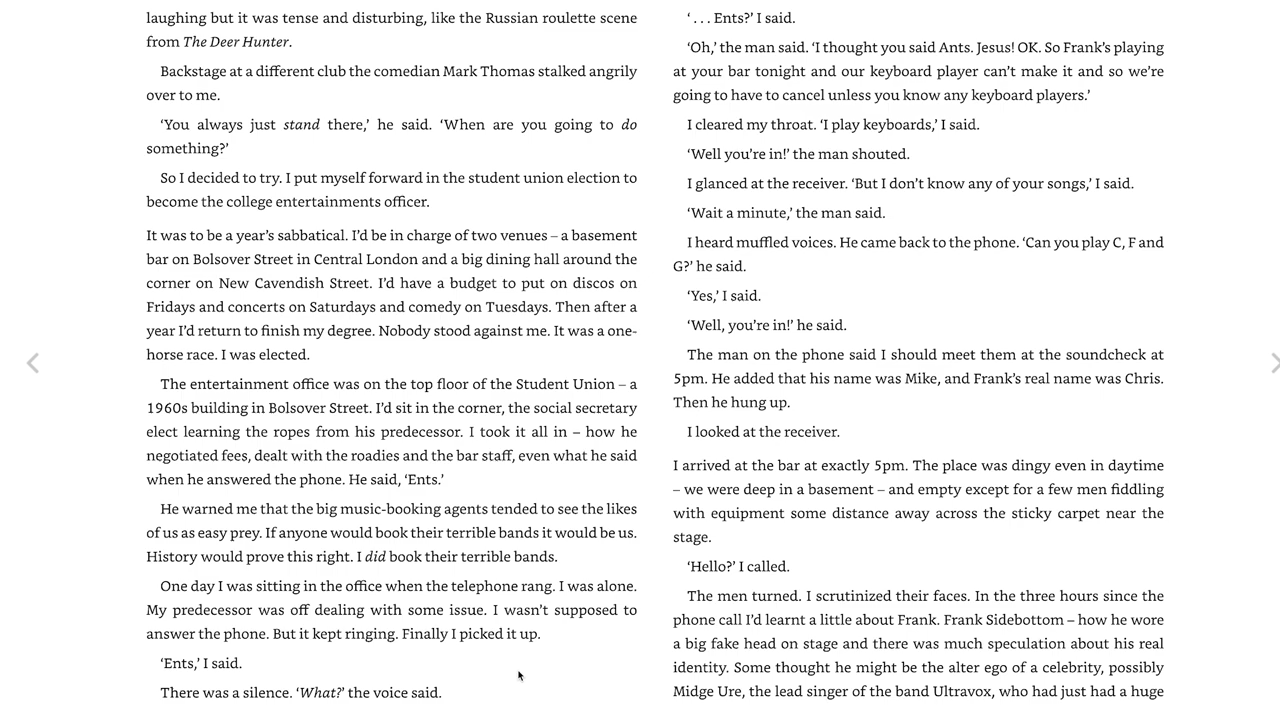 laughing but it was tense and disturbing, like the Russian roulette scene
from The Deer Hunter.
Backstage at a different club the comedian Mark Thomas stalked angrily
over to me.
‘You always just stand there,’ he said. ‘When are you going to do
something?’
So I decided to try. I put myself forward in the student union election to
become the college entertainments officer.
It was to be a year’s sabbatical. I’d be in charge of two venues – a basement
bar on Bolsover Street in Central London and a big dining hall around the
corner on New Cavendish Street. I’d have a budget to put on discos on
Fridays and concerts on Saturdays and comedy on Tuesdays. Then after a
year I’d return to finish my degree. Nobody stood against me. It was a one-
horse race. I was elected.
The entertainment office was on the top floor of the Student Union – a
1960s building in Bolsover Street. I’d sit in the corner, the social secretary
elect learning the ropes from his predecessor. I took it all in – how he
negotiated fees, dealt with the roadies and the bar staff, even what he said
when he answered the phone. He said, ‘Ents.’
He warned me that the big music-booking agents tended to see the likes
of us as easy prey. If anyone would book their terrible bands it would be us.
History would prove this right. I did book their terrible bands.
One day I was sitting in the office when the telephone rang. I was alone.
My predecessor was off dealing with some issue. I wasn’t supposed to
answer the phone. But it kept ringing. Finally I picked it up.
‘Ents,’ I said.
There was a silence. ‘What?’ the voice said.
‘ . . . Ents?’ I said.
‘Oh,’ the man said. ‘I thought you said Ants. Jesus! OK. So Frank’s playing
at your bar tonight and our keyboard player can’t make it and so we’re
going to have to cancel unless you know any keyboard players.’
I cleared my throat. ‘I play keyboards,’ I said.
‘Well you’re in!’ the man shouted.
I glanced at the receiver. ‘But I don’t know any of your songs,’ I said.
‘Wait a minute,’ the man said.
I heard muffled voices. He came back to the phone. ‘Can you play C, F and
G?’ he said.
‘Yes,’ I said.
‘Well, you’re in!’ he said.
The man on the phone said I should meet them at the soundcheck at
5pm. He added that his name was Mike, and Frank’s real name was Chris.
Then he hung up.
I looked at the receiver.
I arrived at the bar at exactly 5pm. The place was dingy even in daytime
– we were deep in a basement – and empty except for a few men fiddling
with equipment some distance away across the sticky carpet near the
stage.
‘Hello?’ I called.
The men turned. I scrutinized their faces. In the three hours since the
phone call I’d learnt a little about Frank. Frank Sidebottom – how he wore
a big fake head on stage and there was much speculation about his real
identity. Some thought he might be the alter ego of a celebrity, possibly
Midge Ure, the lead singer of the band Ultravox, who had just had a huge